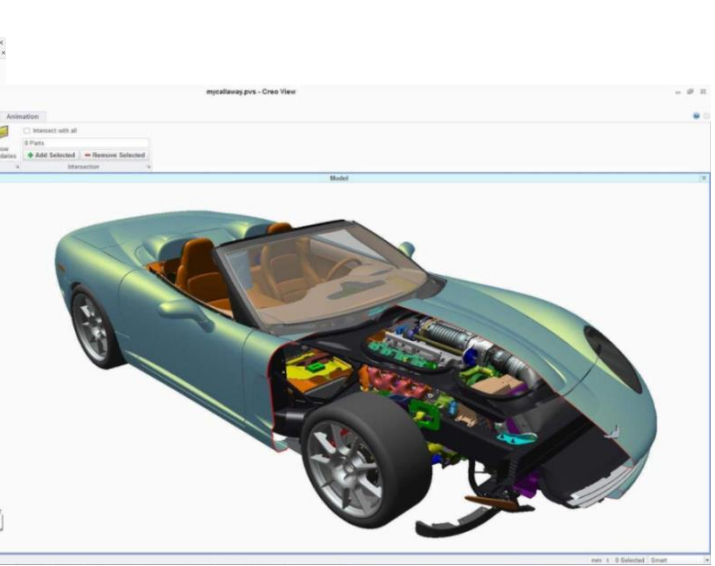 mycallaway.pvs - Creo View
Animation
Intersect with all
8 Parts
Add Selected
Remove Selected
Intersection
Model
mm
0 Selected
Smart